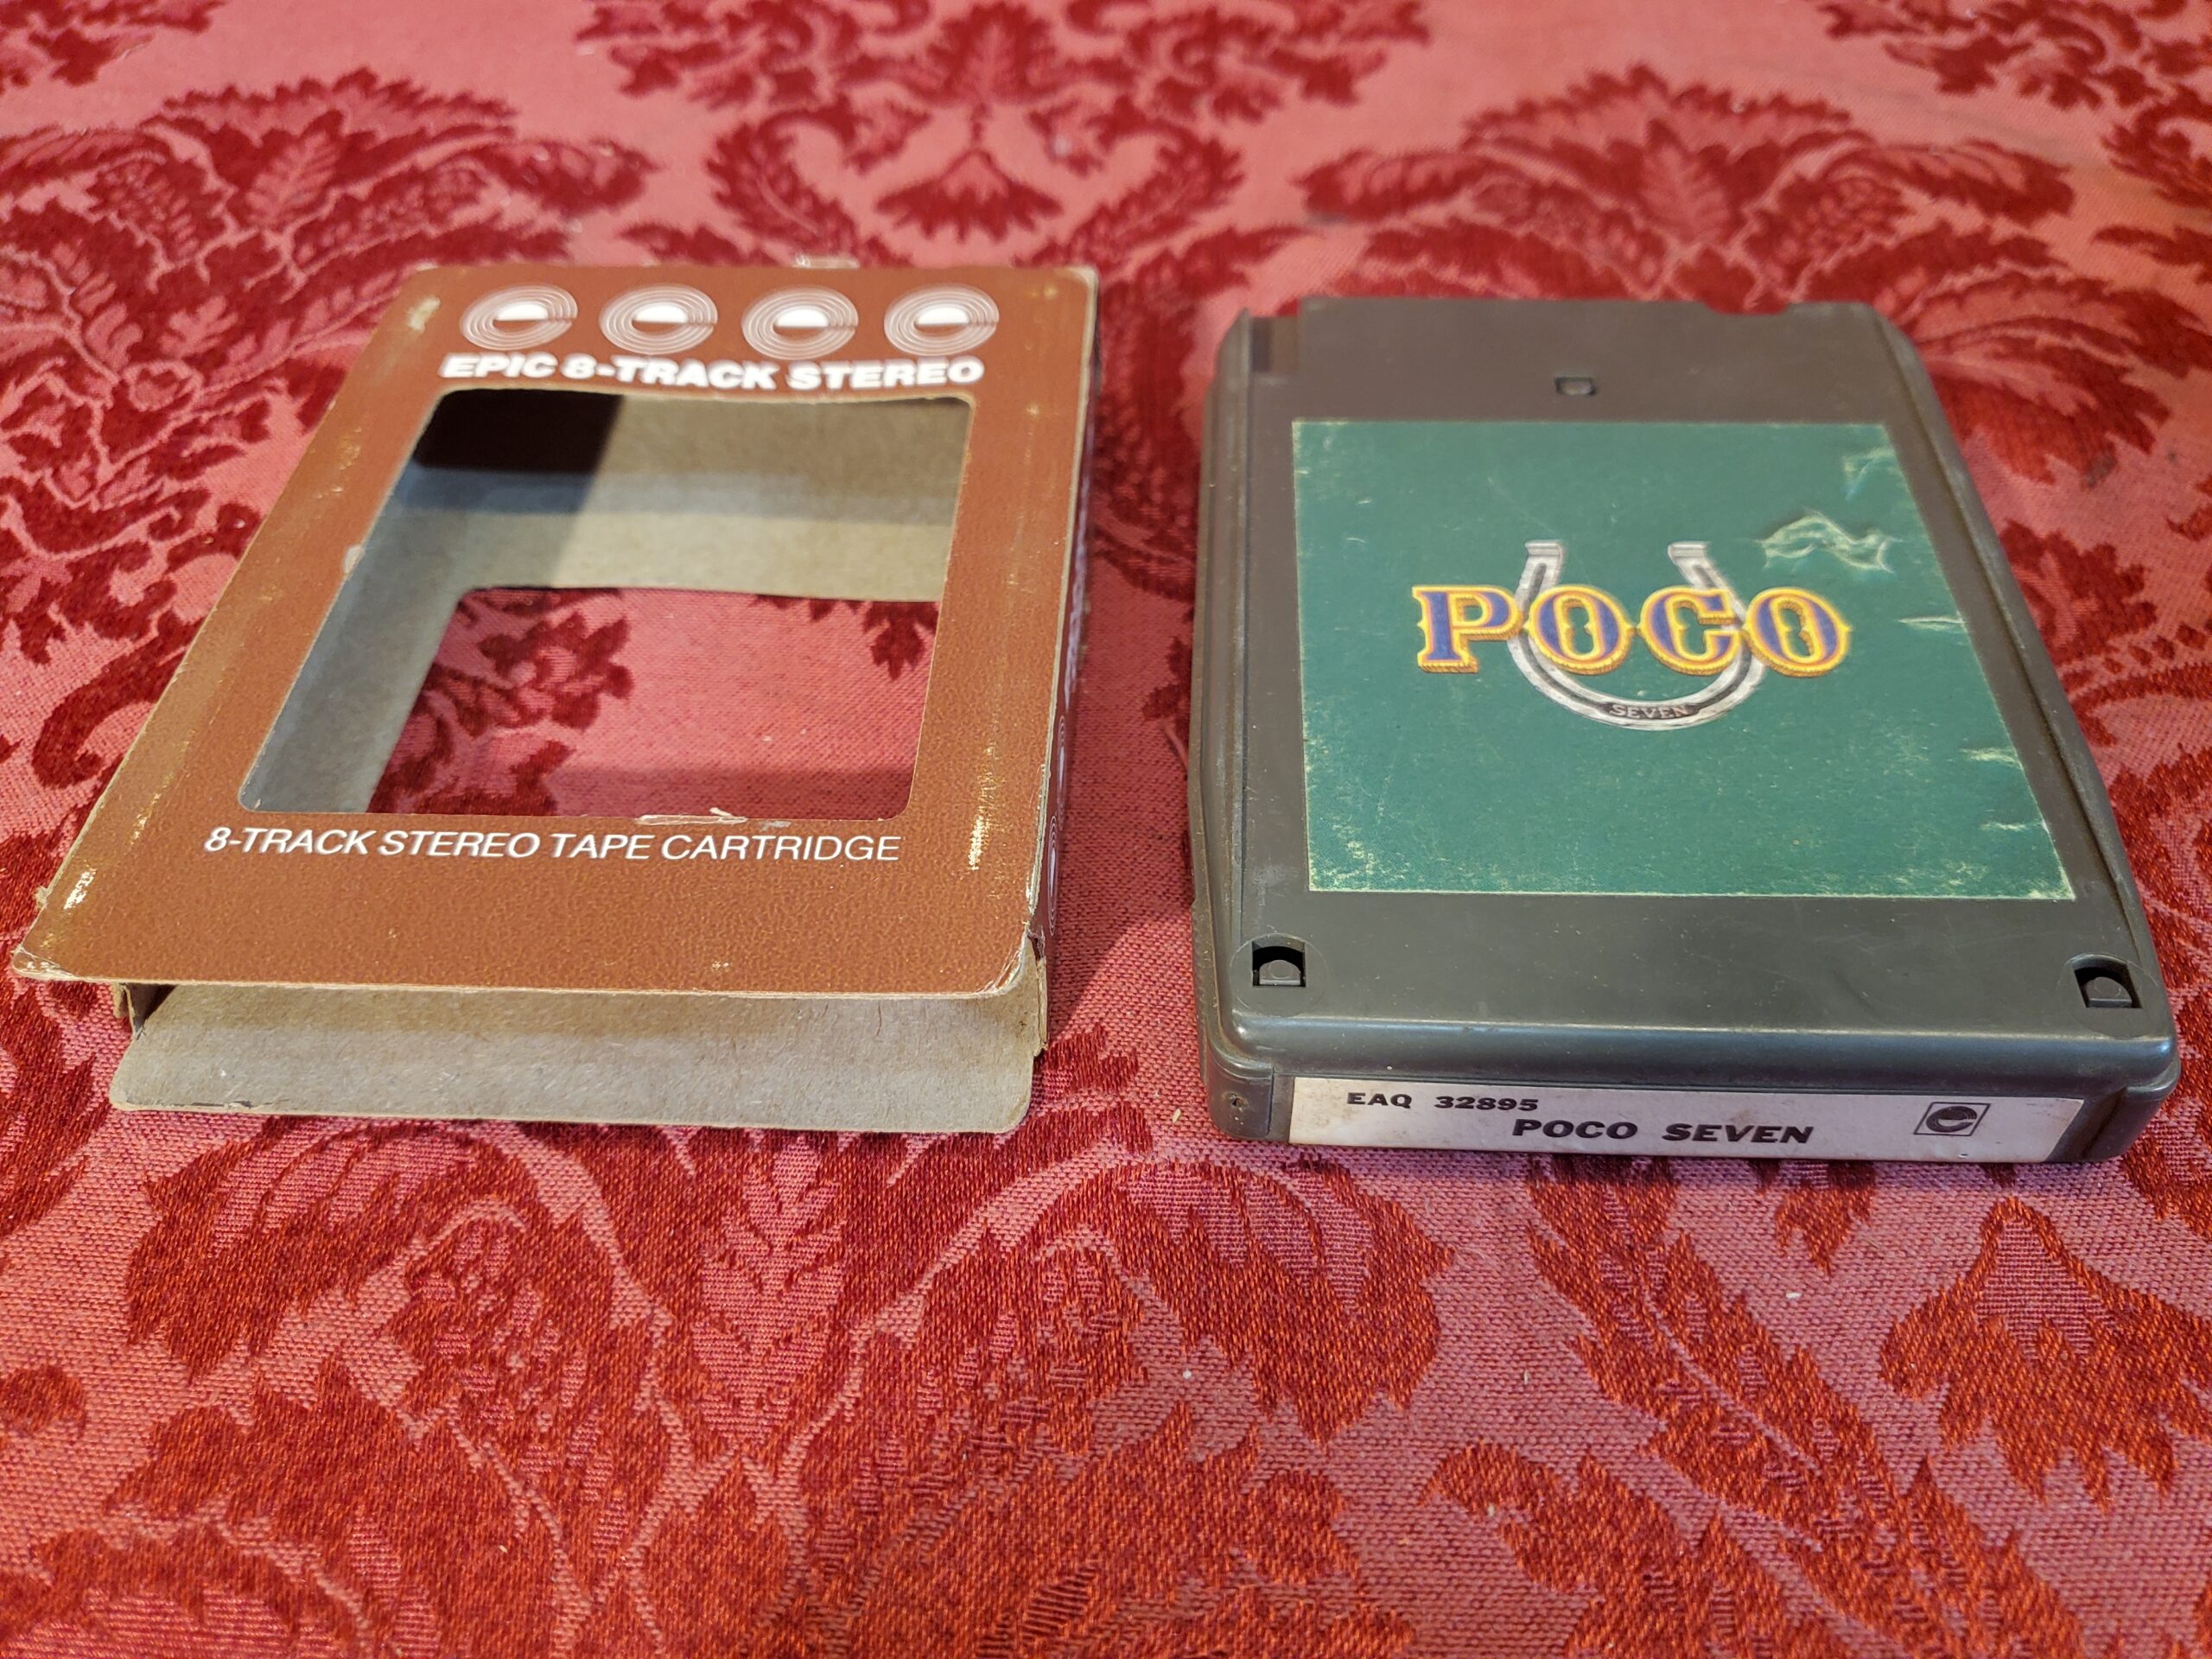 EPIC 8-TRACK STEREO
8-TRACK STEREO TAPE CARTRIDGE
POCO
SEVEN
EAQ 32895
POCO SEVEN